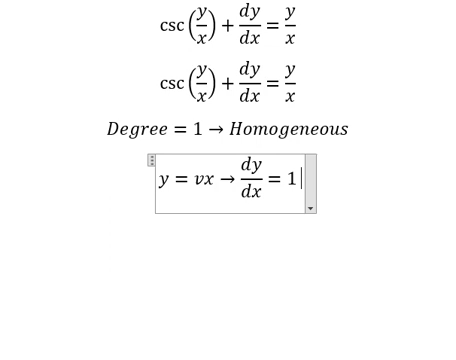 csc(y/x) + dy/dx = y/x
csc(y/x) + dy/dx = y/x
Degree = 1 → Homogeneous
y = vx → dy/dx = 1